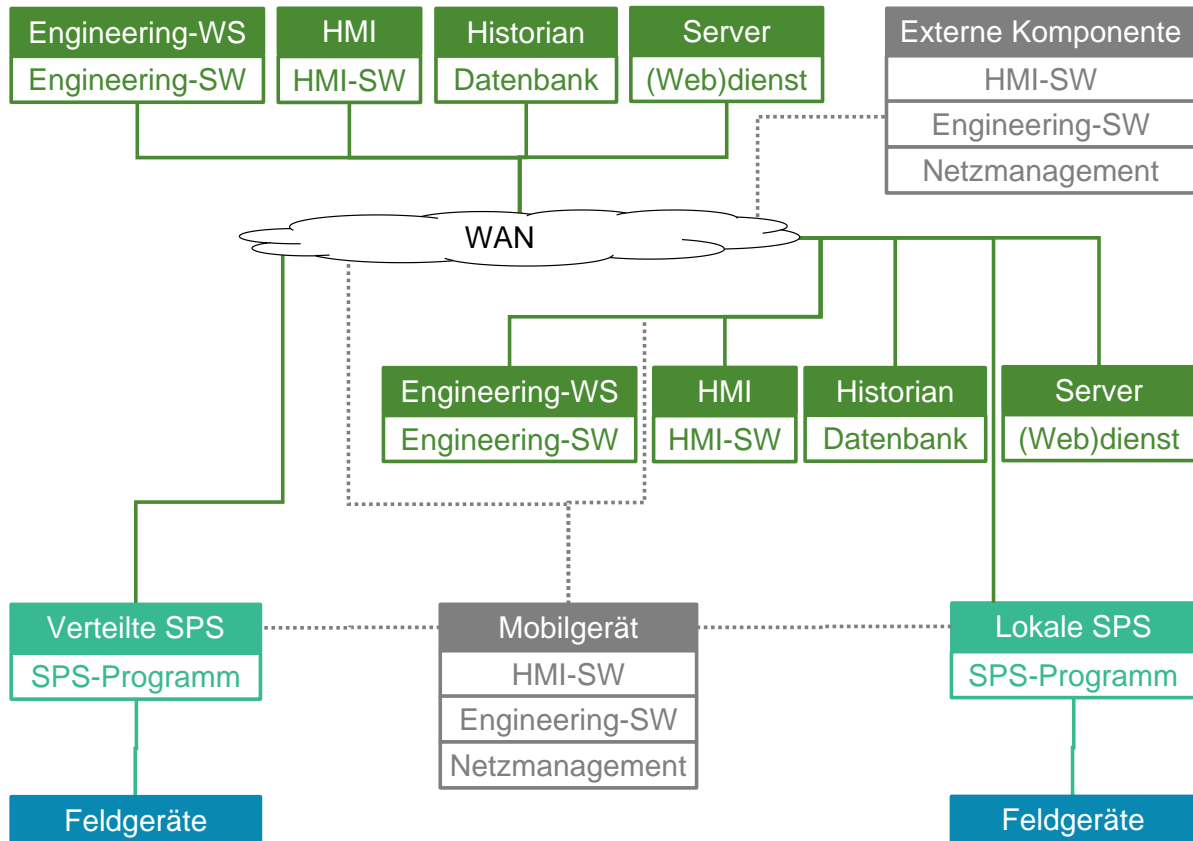 Engineering-WS
Engineering-SW
HMI
HMI-SW
Historian
Datenbank
Server
(Web)dienst
Externe Komponente
HMI-SW
Engineering-SW
Netzmanagement
WAN
Engineering-WS
Engineering-SW
HMI
HMI-SW
Historian
Datenbank
Server
(Web)dienst
Verteilte SPS
SPS-Programm
Mobilgerät
HMI-SW
Engineering-SW
Netzmanagement
Lokale SPS
SPS-Programm
Feldgeräte
Feldgeräte